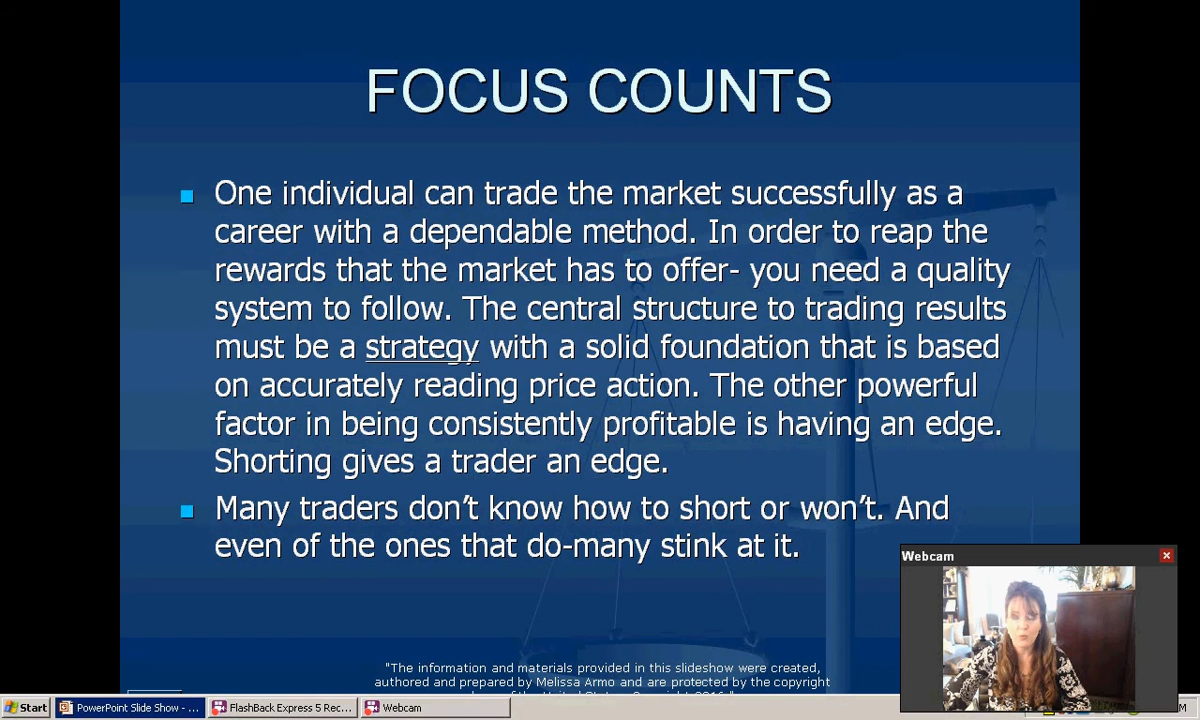 FOCUS COUNTS
One individual can trade the market successfully as a
career with a dependable method. In order to reap the
rewards that the market has to offer- you need a quality
system to follow. The central structure to trading results
must be a strategy with a solid foundation that is based
on accurately reading price action. The other powerful
factor in being consistently profitable is having an edge.
Shorting gives a trader an edge.
Many traders don’t know how to short or won’t. And
even of the ones that do-many stink at it.
Webcam
"The information and materials provided in this slideshow were created,
authored and prepared by Melissa Armo and are protected by the copyright
Start
PowerPoint Slide Show - ...
FlashBack Express 5 Rec...
Webcam